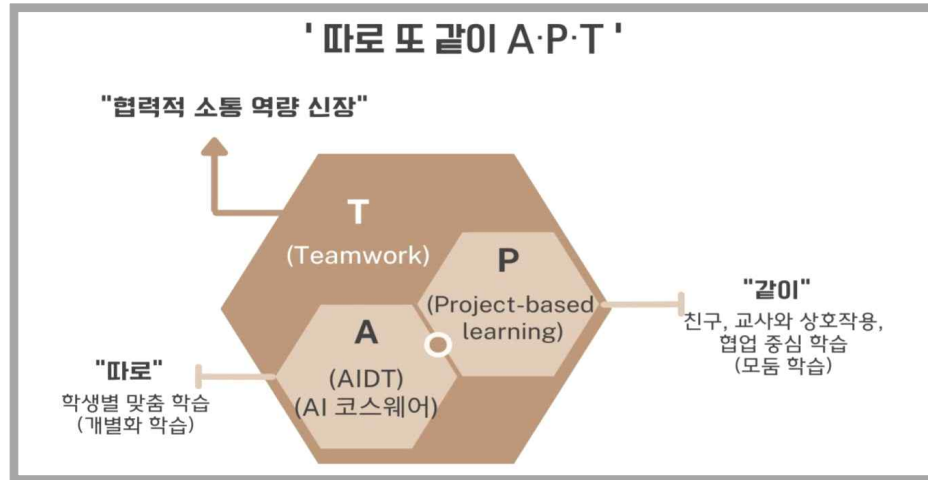 ' 따로 또 같이 A·P·T '
"협력적 소통 역량 신장"
T
(Teamwork)
P
(Project-based
learning)
"같이"
친구, 교사와 상호작용,
협업 중심 학습
(모둠 학습)
A
(AIDT)
(AI 코스웨어)
"따로"
학생별 맞춤 학습
(개별화 학습)